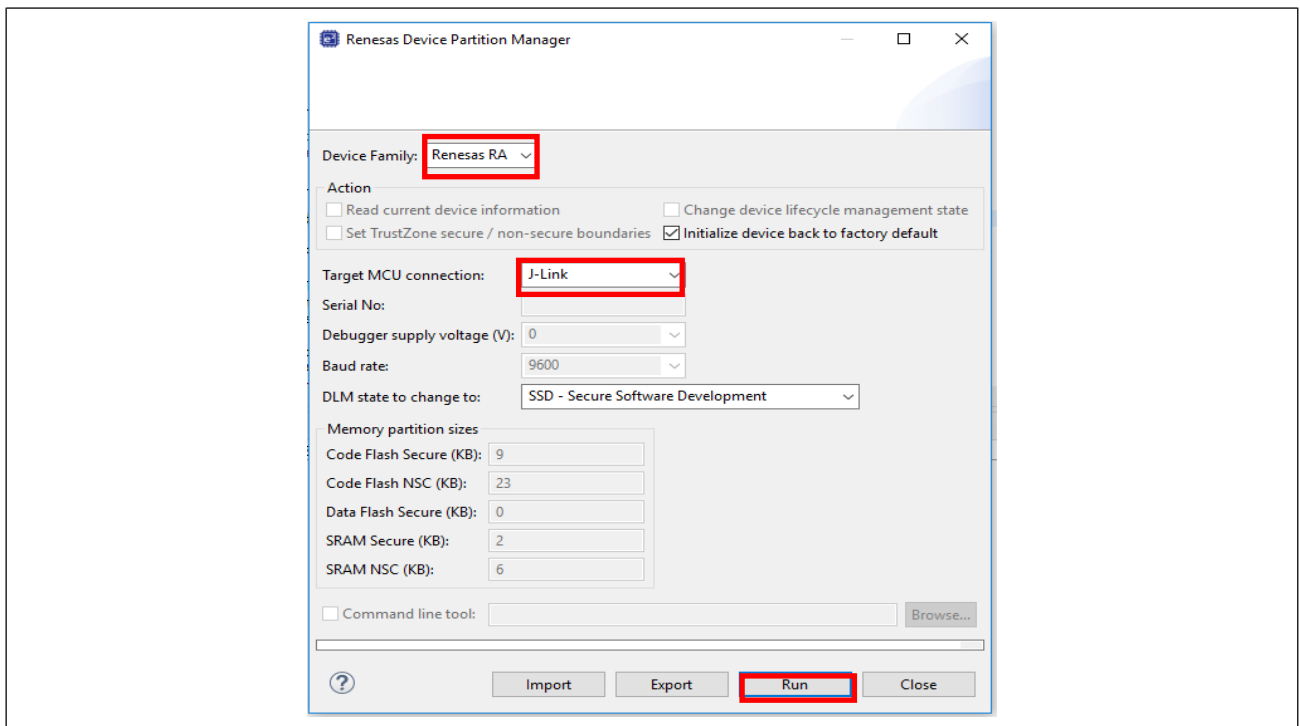 Renesas Device Partition Manager
Device Family: Renesas RA
Action
Read current device information Change device lifecycle management state
Set TrustZone secure / non-secure boundaries Initialize device back to factory default
Target MCU connection: J-Link
Serial No:
Debugger supply voltage (V): 0
Baud rate: 9600
DLM state to change to: SSD - Secure Software Development
Memory partition sizes
Code Flash Secure (KB): 9
Code Flash NSC (KB): 23
Data Flash Secure (KB): 0
SRAM Secure (KB): 2
SRAM NSC (KB): 6
Command line tool: Browse...
? Import Export Run Close